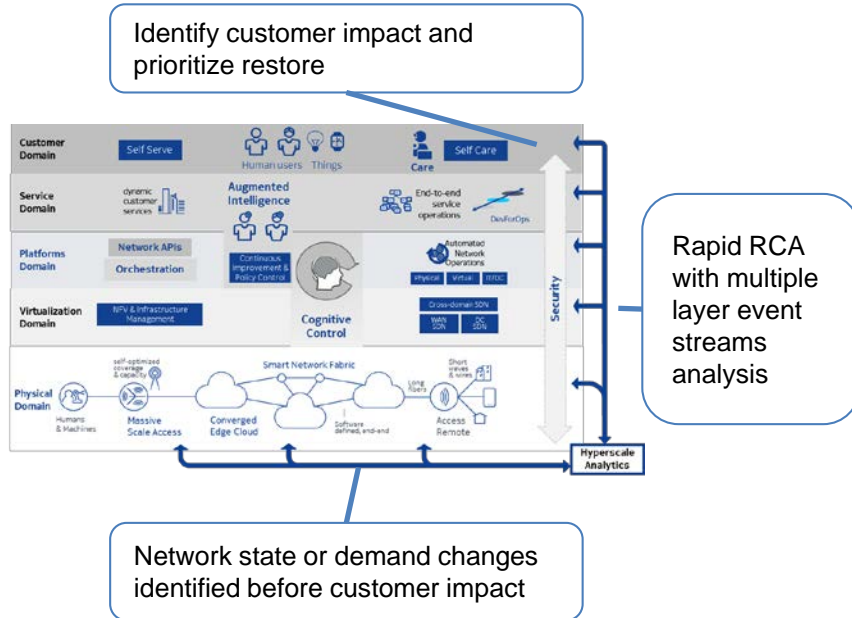 Identify customer impact and
prioritize restore
Customer
Domain
Self Serve
Human users
Things
Care
Self Care
Service
Domain
dynamic
customer
services
Augmented
Intelligence
End-to-end
service
operations
DevForOps
Platforms
Domain
Network APIs
Orchestration
Continuous
Improvement &
Policy Control
Automated
Network
Operations
Physical
Virtual
Virtualization
Domain
NFV & Infrastructure
Management
Cognitive
Control
Cross-domain SDN
WAN
SDN
DC
SDN
Security
Rapid RCA
with multiple
layer event
streams
analysis
Physical
Domain
Humans
& Machines
self-optimized
coverage
& capacity
Massive
Scale Access
Smart Network Fabric
Converged
Edge Cloud
Software
defined, end-end
Long
fibers
Short
waves
& wires
Access
Remote
Hyperscale
Analytics
Network state or demand changes
identified before customer impact